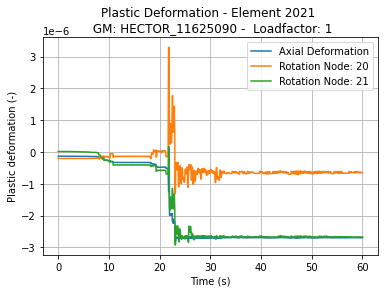 Plastic Deformation - Element 2021
GM: HECTOR_11625090 -  Loadfactor: 1
1e−6
Axial Deformation
Rotation Node: 20
Rotation Node: 21
3
2
1
0
−1
−2
−3
Plastic deformation (-)
0
10
20
30
40
50
60
Time (s)